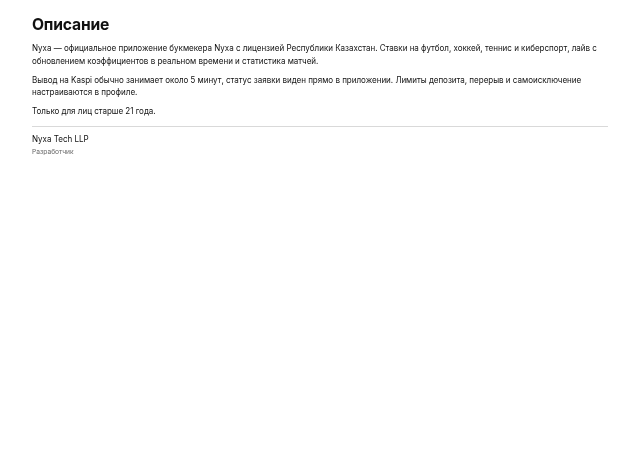 Описание
Nyxa — официальное приложение букмекера Nyxa с лицензией Республики Казахстан. Ставки на футбол, хоккей, теннис и киберспорт, лайв с
обновлением коэффициентов в реальном времени и статистика матчей.
Вывод на Kaspi обычно занимает около 5 минут, статус заявки виден прямо в приложении. Лимиты депозита, перерыв и самоисключение
настраиваются в профиле.
Только для лиц старше 21 года.
Nyxa Tech LLP
Разработчик